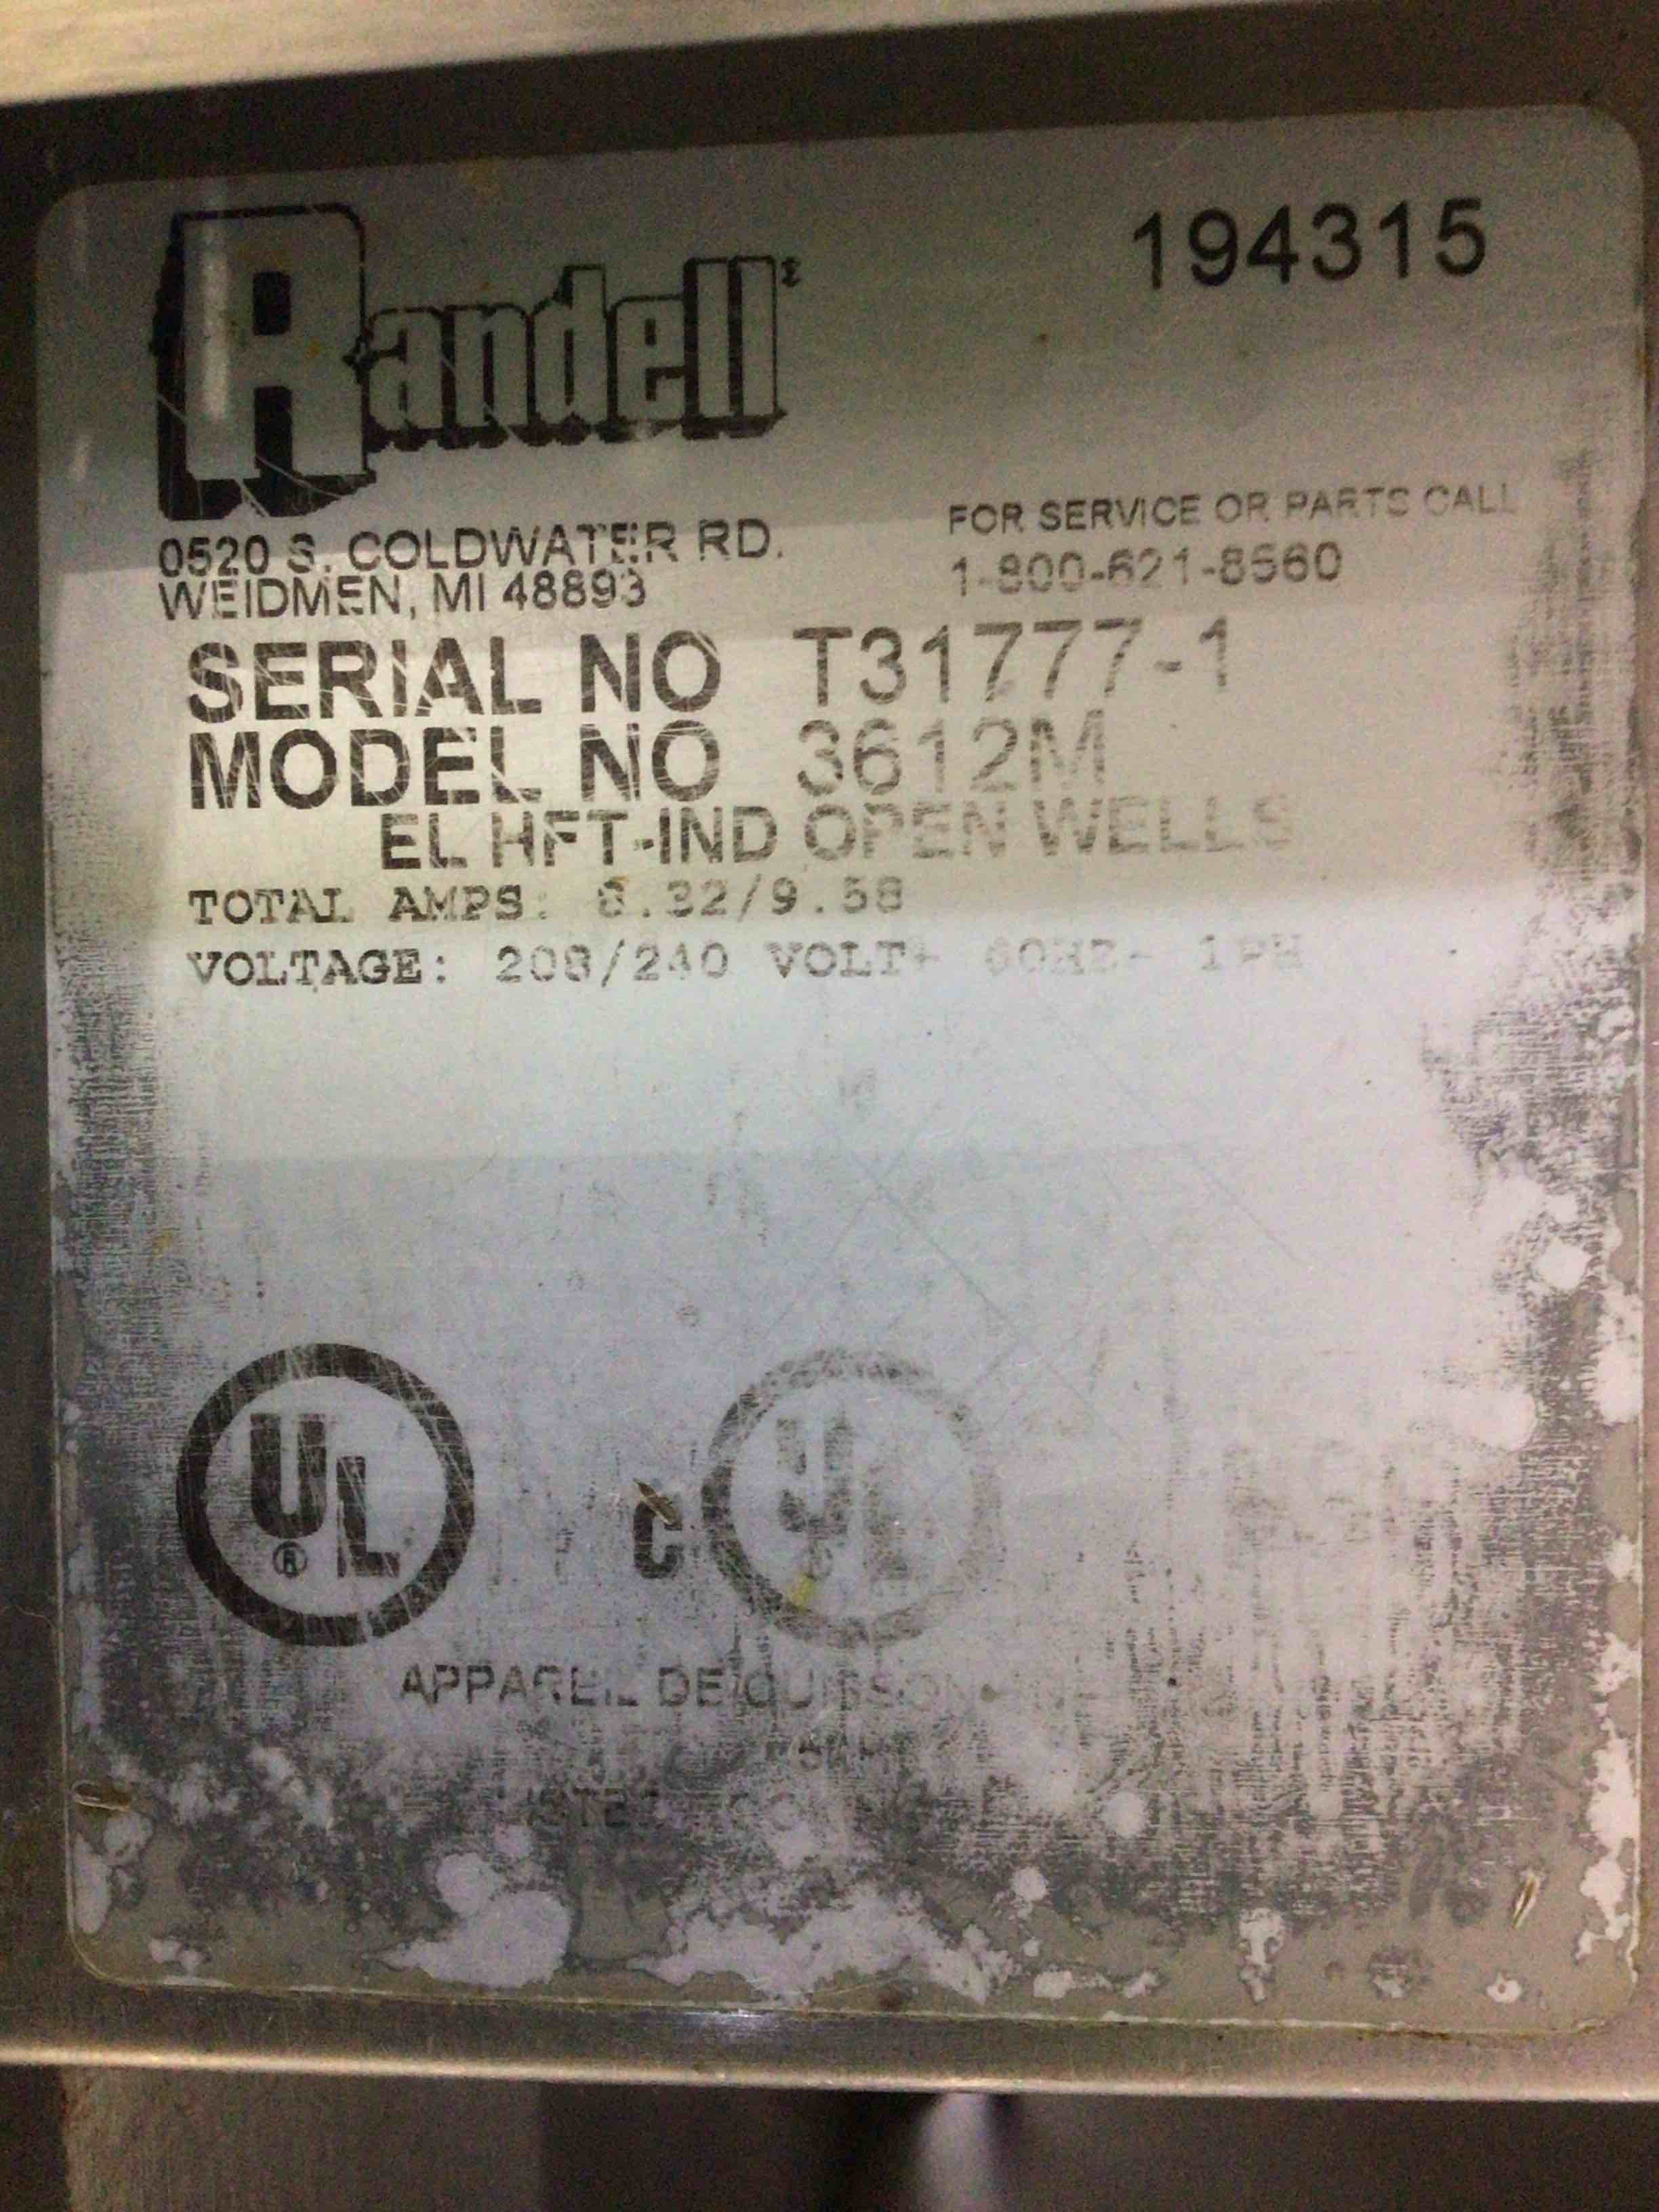 Randell
194315
0520 S. COLDWATER RD.
WEIDMEN, MI 48893
FOR SERVICE OR PARTS CALL
1-800-621-8560
SERIAL NO T31777-1
MODEL NO 3612M
EL HFT-IND OPEN WELLS
TOTAL AMPS: 8.32/9.58
VOLTAGE: 208/240 VOLT- 60HZ- 1PH
UL ®
C UL
APPAREIL DE CUISSON